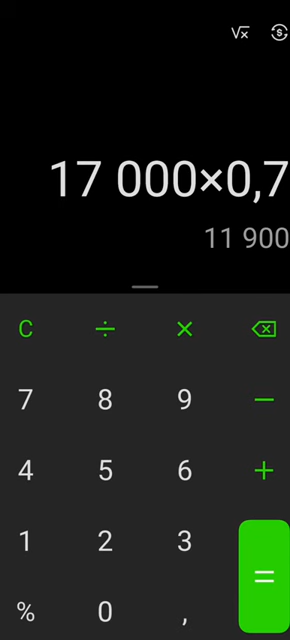 √x $
17 000×0,7
11 900
C ÷ ×
7 8 9 −
4 5 6 +
1 2 3
% 0 , =